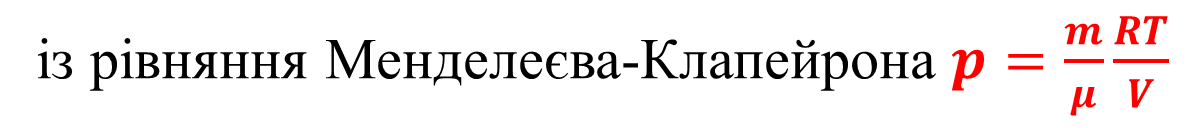 із рівняння Менделеєва-Клапейрона p = m/μ RT/V